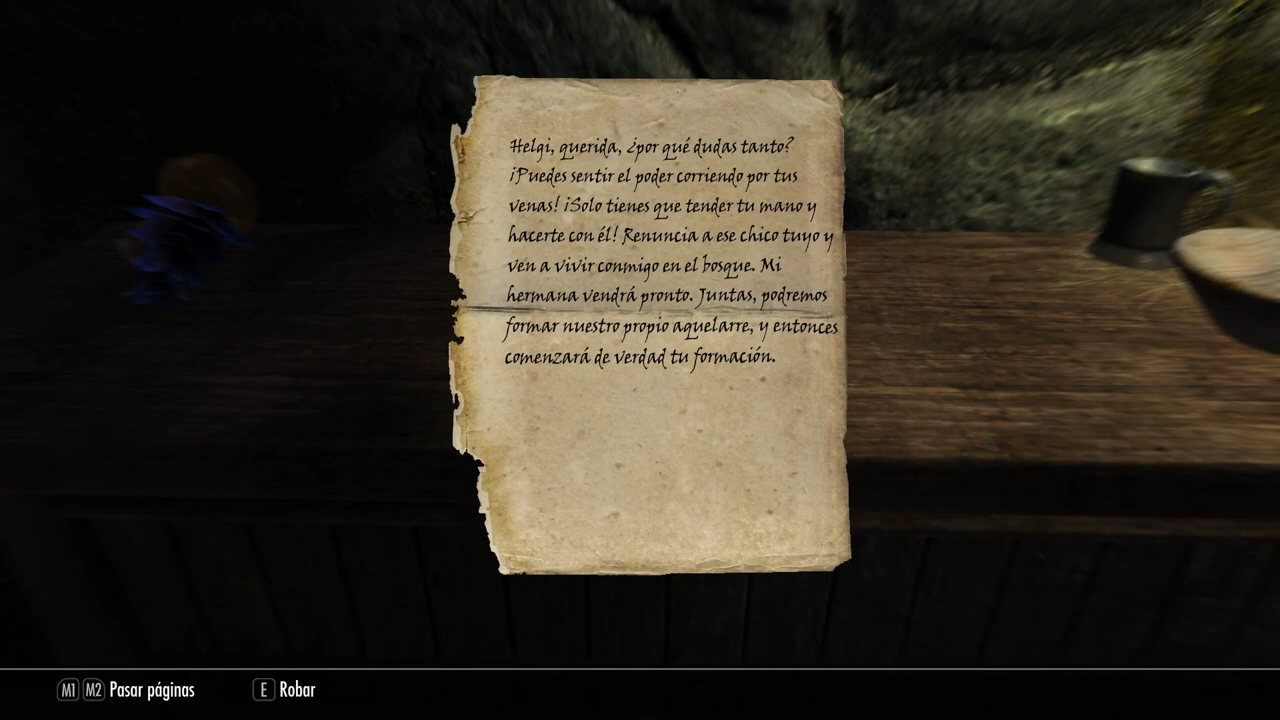 Helgi, querida, ¿por qué dudas tanto?
¡Puedes sentir el poder corriendo por tus
venas! ¡Solo tienes que tender tu mano y
hacerte con él! Renuncia a ese chico tuyo y
ven a vivir conmigo en el bosque. Mi
hermana vendrá pronto. Juntas, podremos
formar nuestro propio aquelarre, y entonces
comenzará de verdad tu formación.
M1 M2 Pasar páginas E Robar